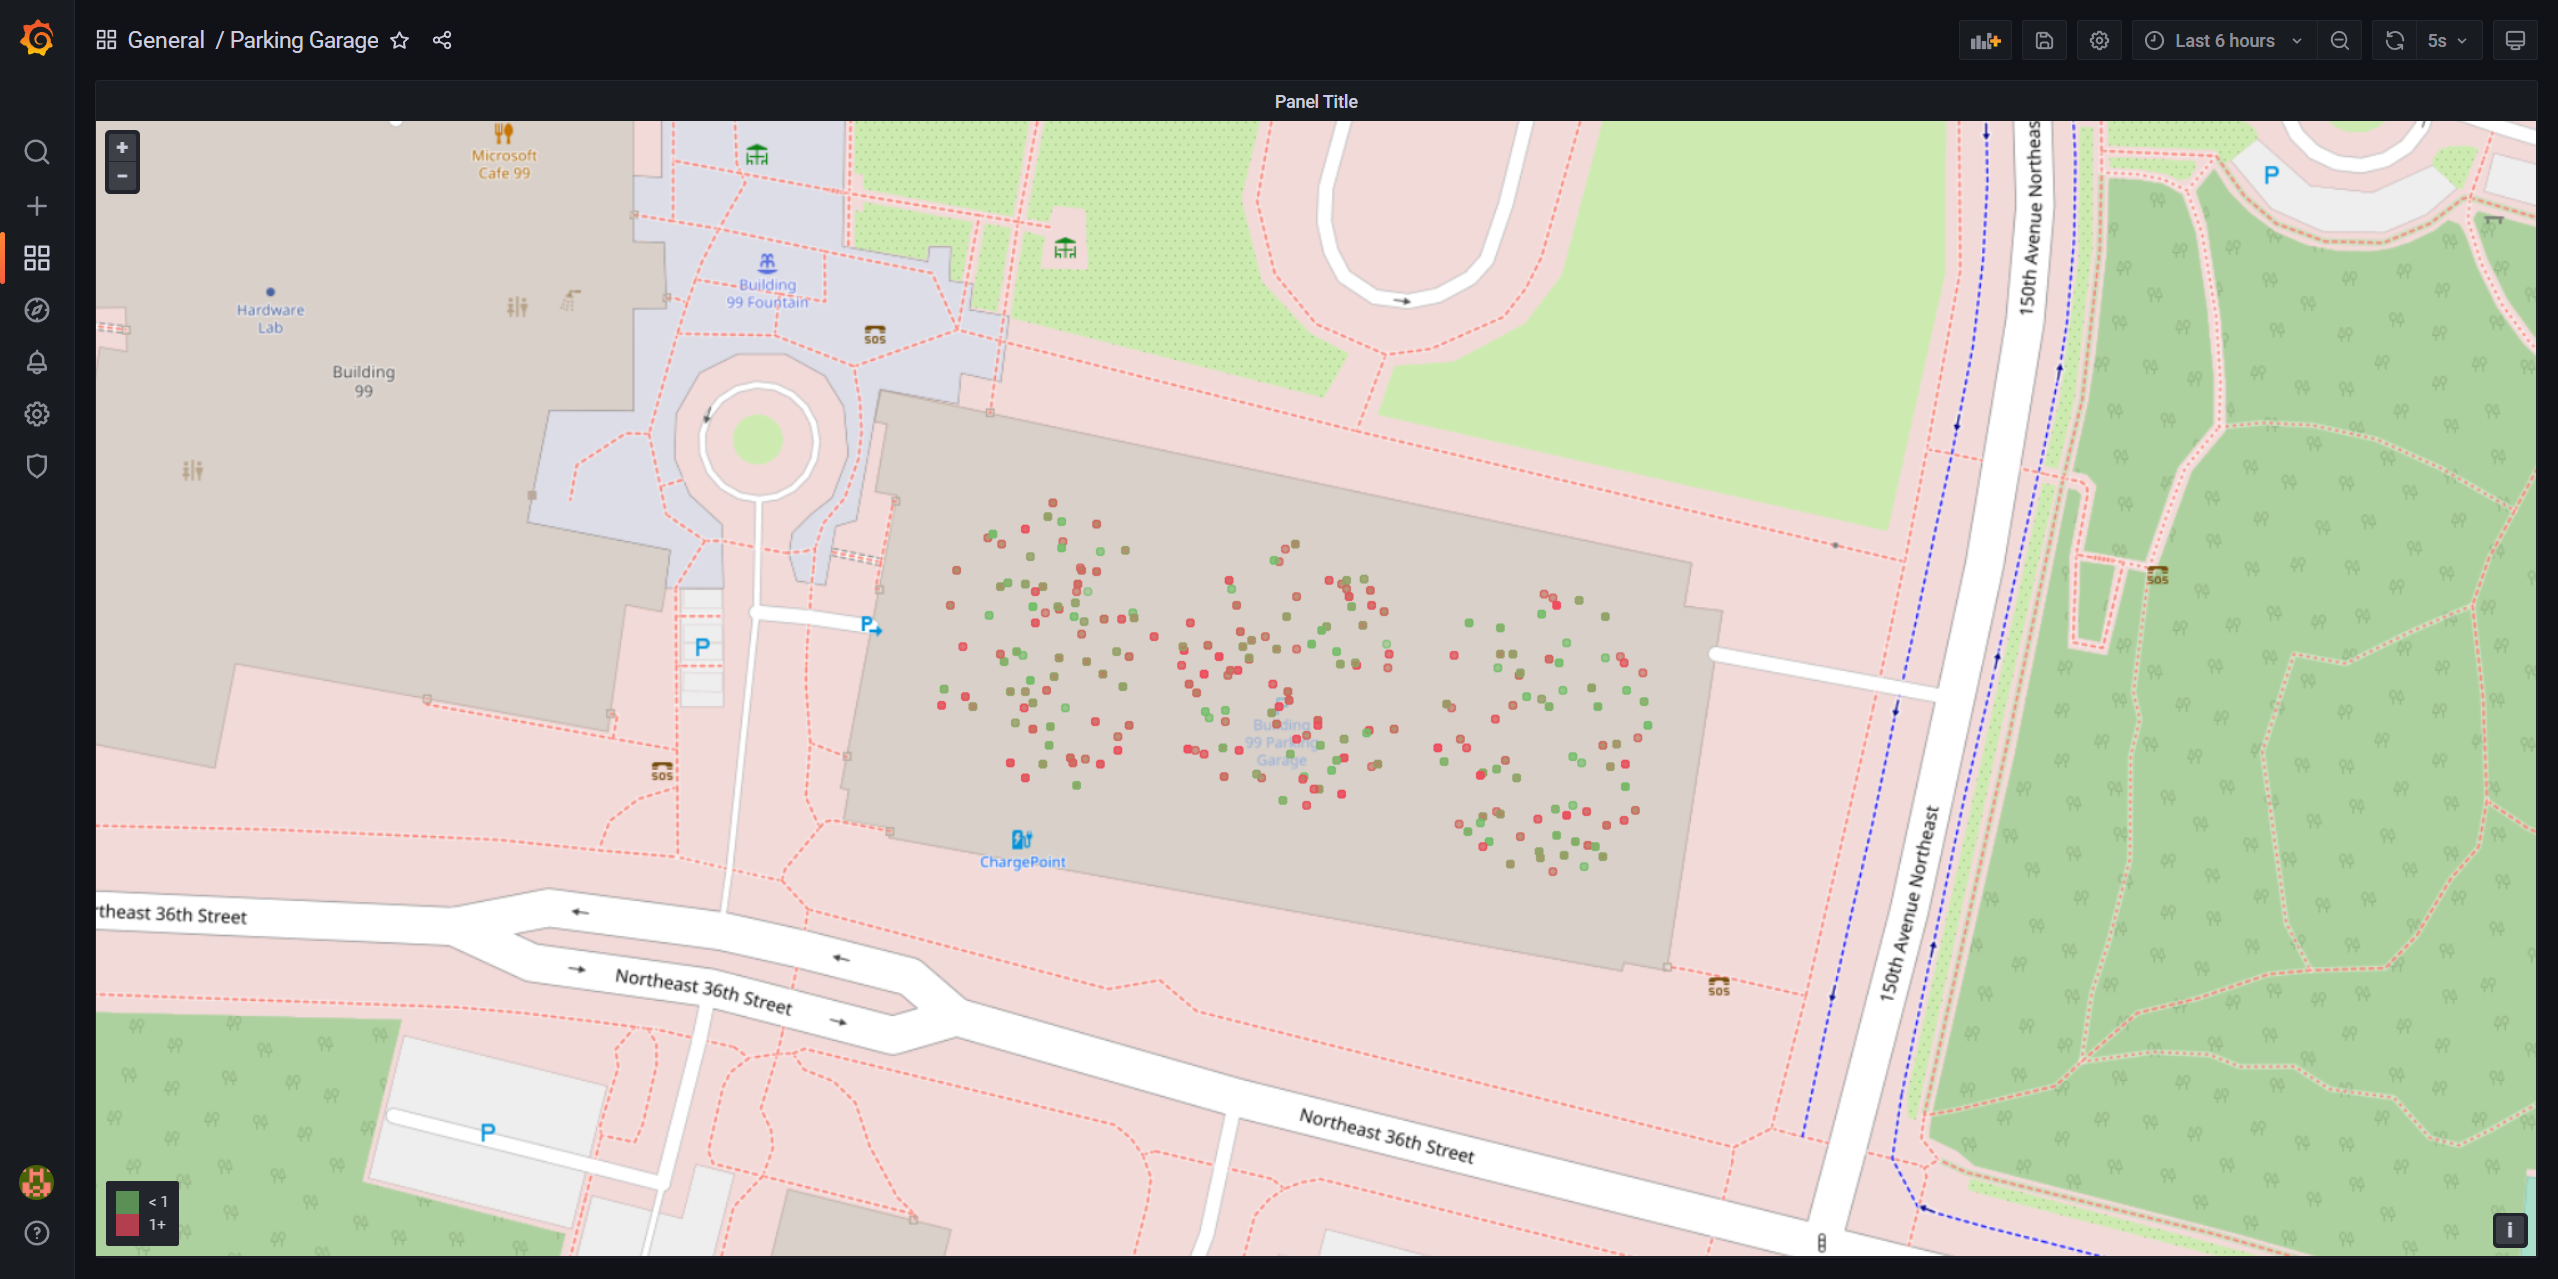 General / Parking Garage
Last 6 hours
5s
Panel Title
+
−
Microsoft
Cafe 99
Hardware
Lab
Building
99
Building
99 Fountain
SOS
P
P
P
SOS
SOS
SOS
P
Building
99 Parking
Garage
ChargePoint
150th Avenue Northeas
150th Avenue Northeast
theast 36th Street
Northeast 36th Street
Northeast 36th Street
< 1
1+
i